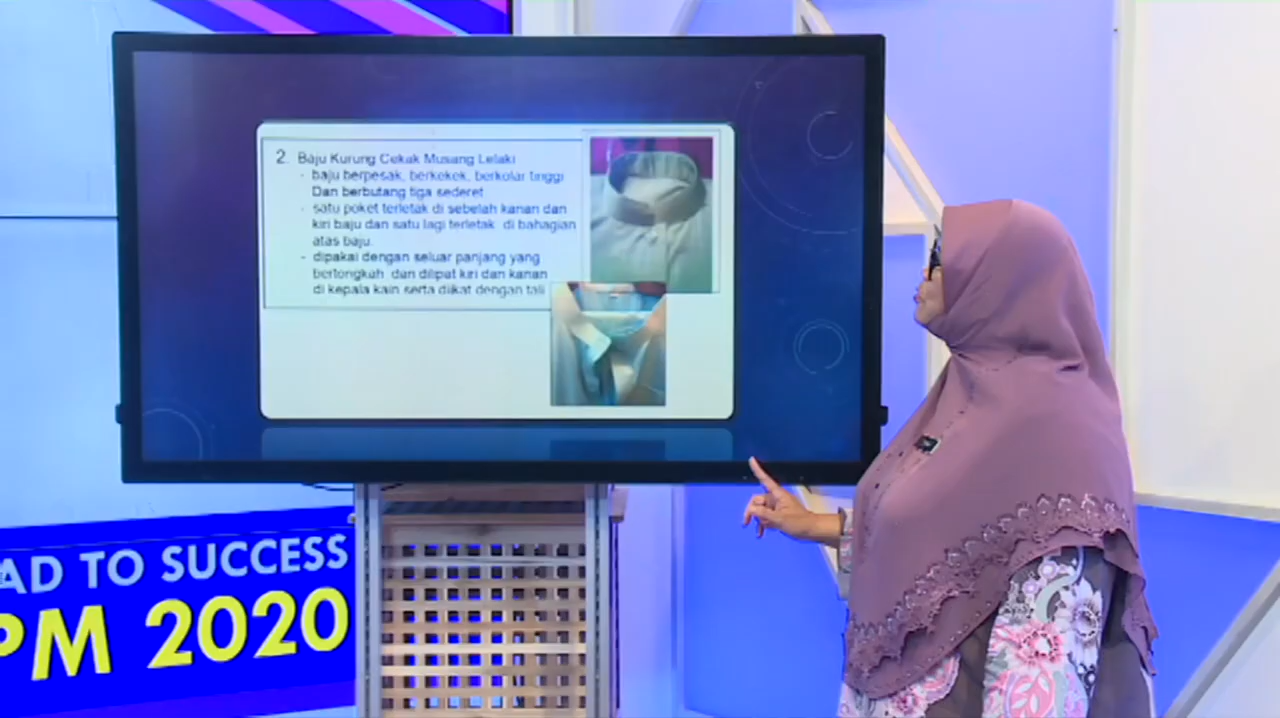 2. Baju Kurung Cekak Musang Lelaki
- baju berpesak, berkekek, berkolar tinggi
Dan berbutang tiga sederet
- satu poket terletak di sebelah kanan dan
kiri baju dan satu lagi terletak di bahagian
atas baju.
- dipakai dengan seluar panjang yang
bertongkah dan dilipat kiri dan kanan
di kepala kain serta diikat dengan tali
AD TO SUCCESS
PM 2020